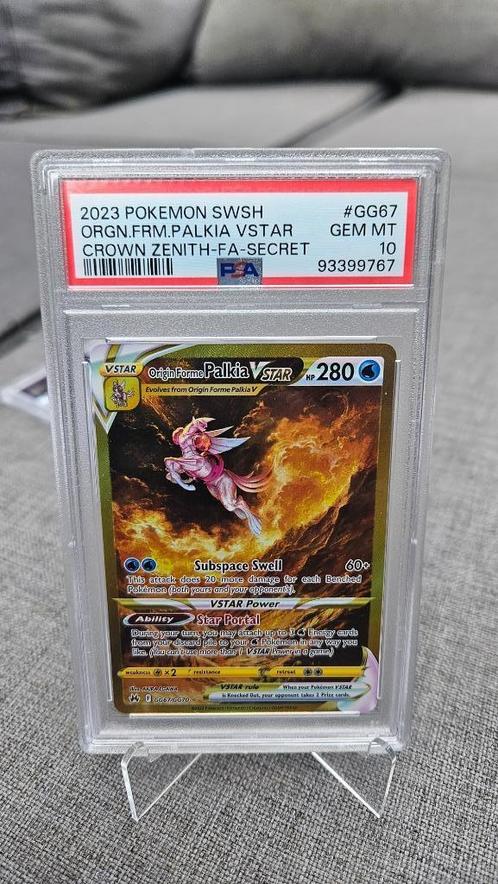 2023 POKEMON SWSH #GG67
ORGN.FRM.PALKIA VSTAR GEM MT
CROWN ZENITH-FA-SECRET 10
PSA 93399767
VSTAR Origin Forme Palkia VSTAR HP 280
Evolves from Origin Forme Palkia V
Subspace Swell 60+
This attack does 20 more damage for each Benched
Pokémon (both yours and your opponent's).
VSTAR Power
Ability Star Portal
During your turn, you may attach up to 3 Energy cards
from your discard pile to your Pokémon in any way you
like. (You can't use more than 1 VSTAR Power in a game.)
weakness ×2 resistance retreat
VSTAR rule When your Pokémon VSTAR
is Knocked Out, your opponent takes 2 Prize cards.
Illus. AKIRA EGAWA
GG67/GG70